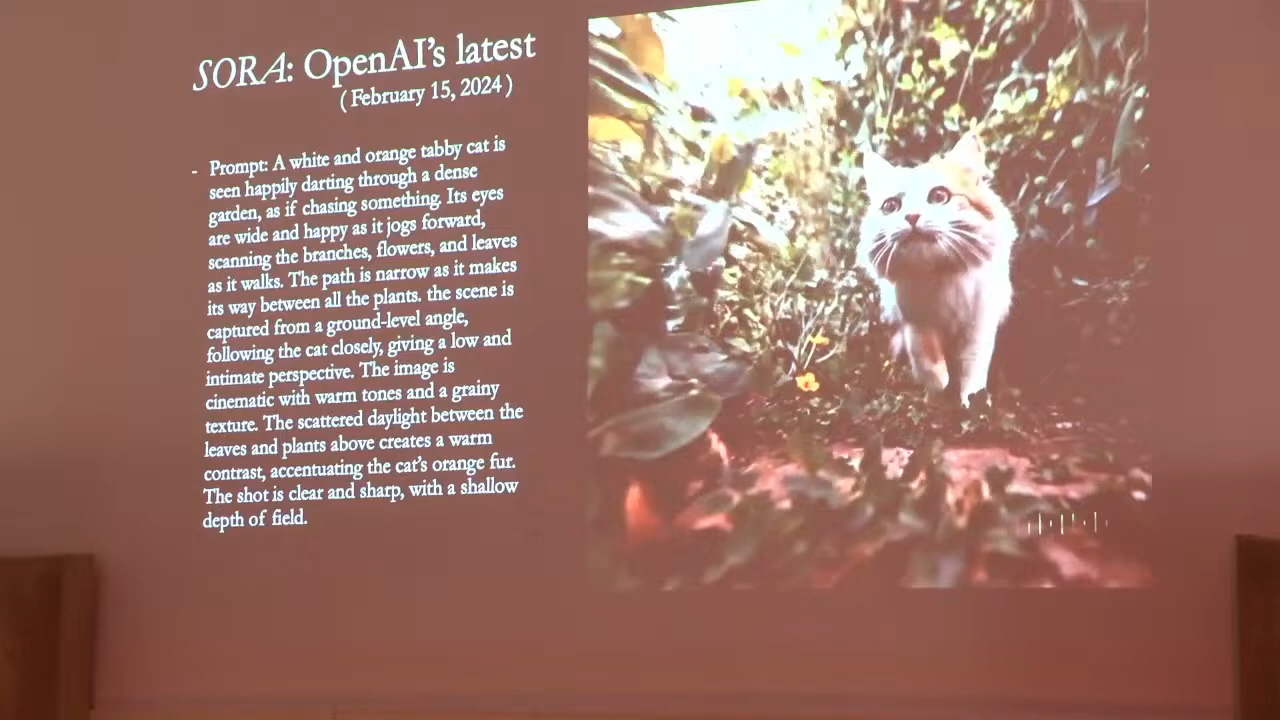 SORA: OpenAI’s latest
( February 15, 2024 )
- Prompt: A white and orange tabby cat is
seen happily darting through a dense
garden, as if chasing something. Its eyes
are wide and happy as it jogs forward,
scanning the branches, flowers, and leaves
as it walks. The path is narrow as it makes
its way between all the plants. the scene is
captured from a ground-level angle,
following the cat closely, giving a low and
intimate perspective. The image is
cinematic with warm tones and a grainy
texture. The scattered daylight between the
leaves and plants above creates a warm
contrast, accentuating the cat’s orange fur.
The shot is clear and sharp, with a shallow
depth of field.